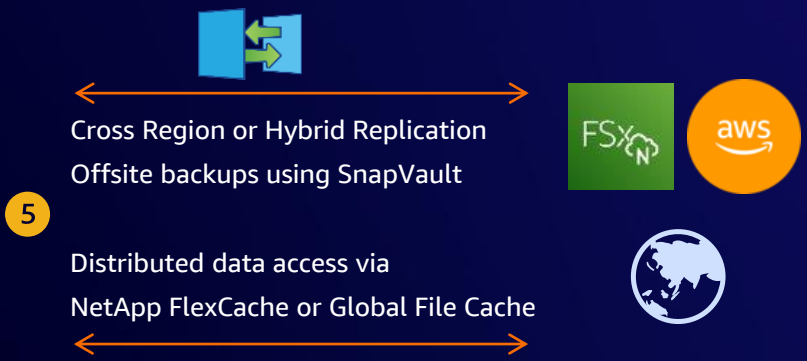 Cross Region or Hybrid Replication
Offsite backups using SnapVault
FSx
N
aws
5
Distributed data access via
NetApp FlexCache or Global File Cache